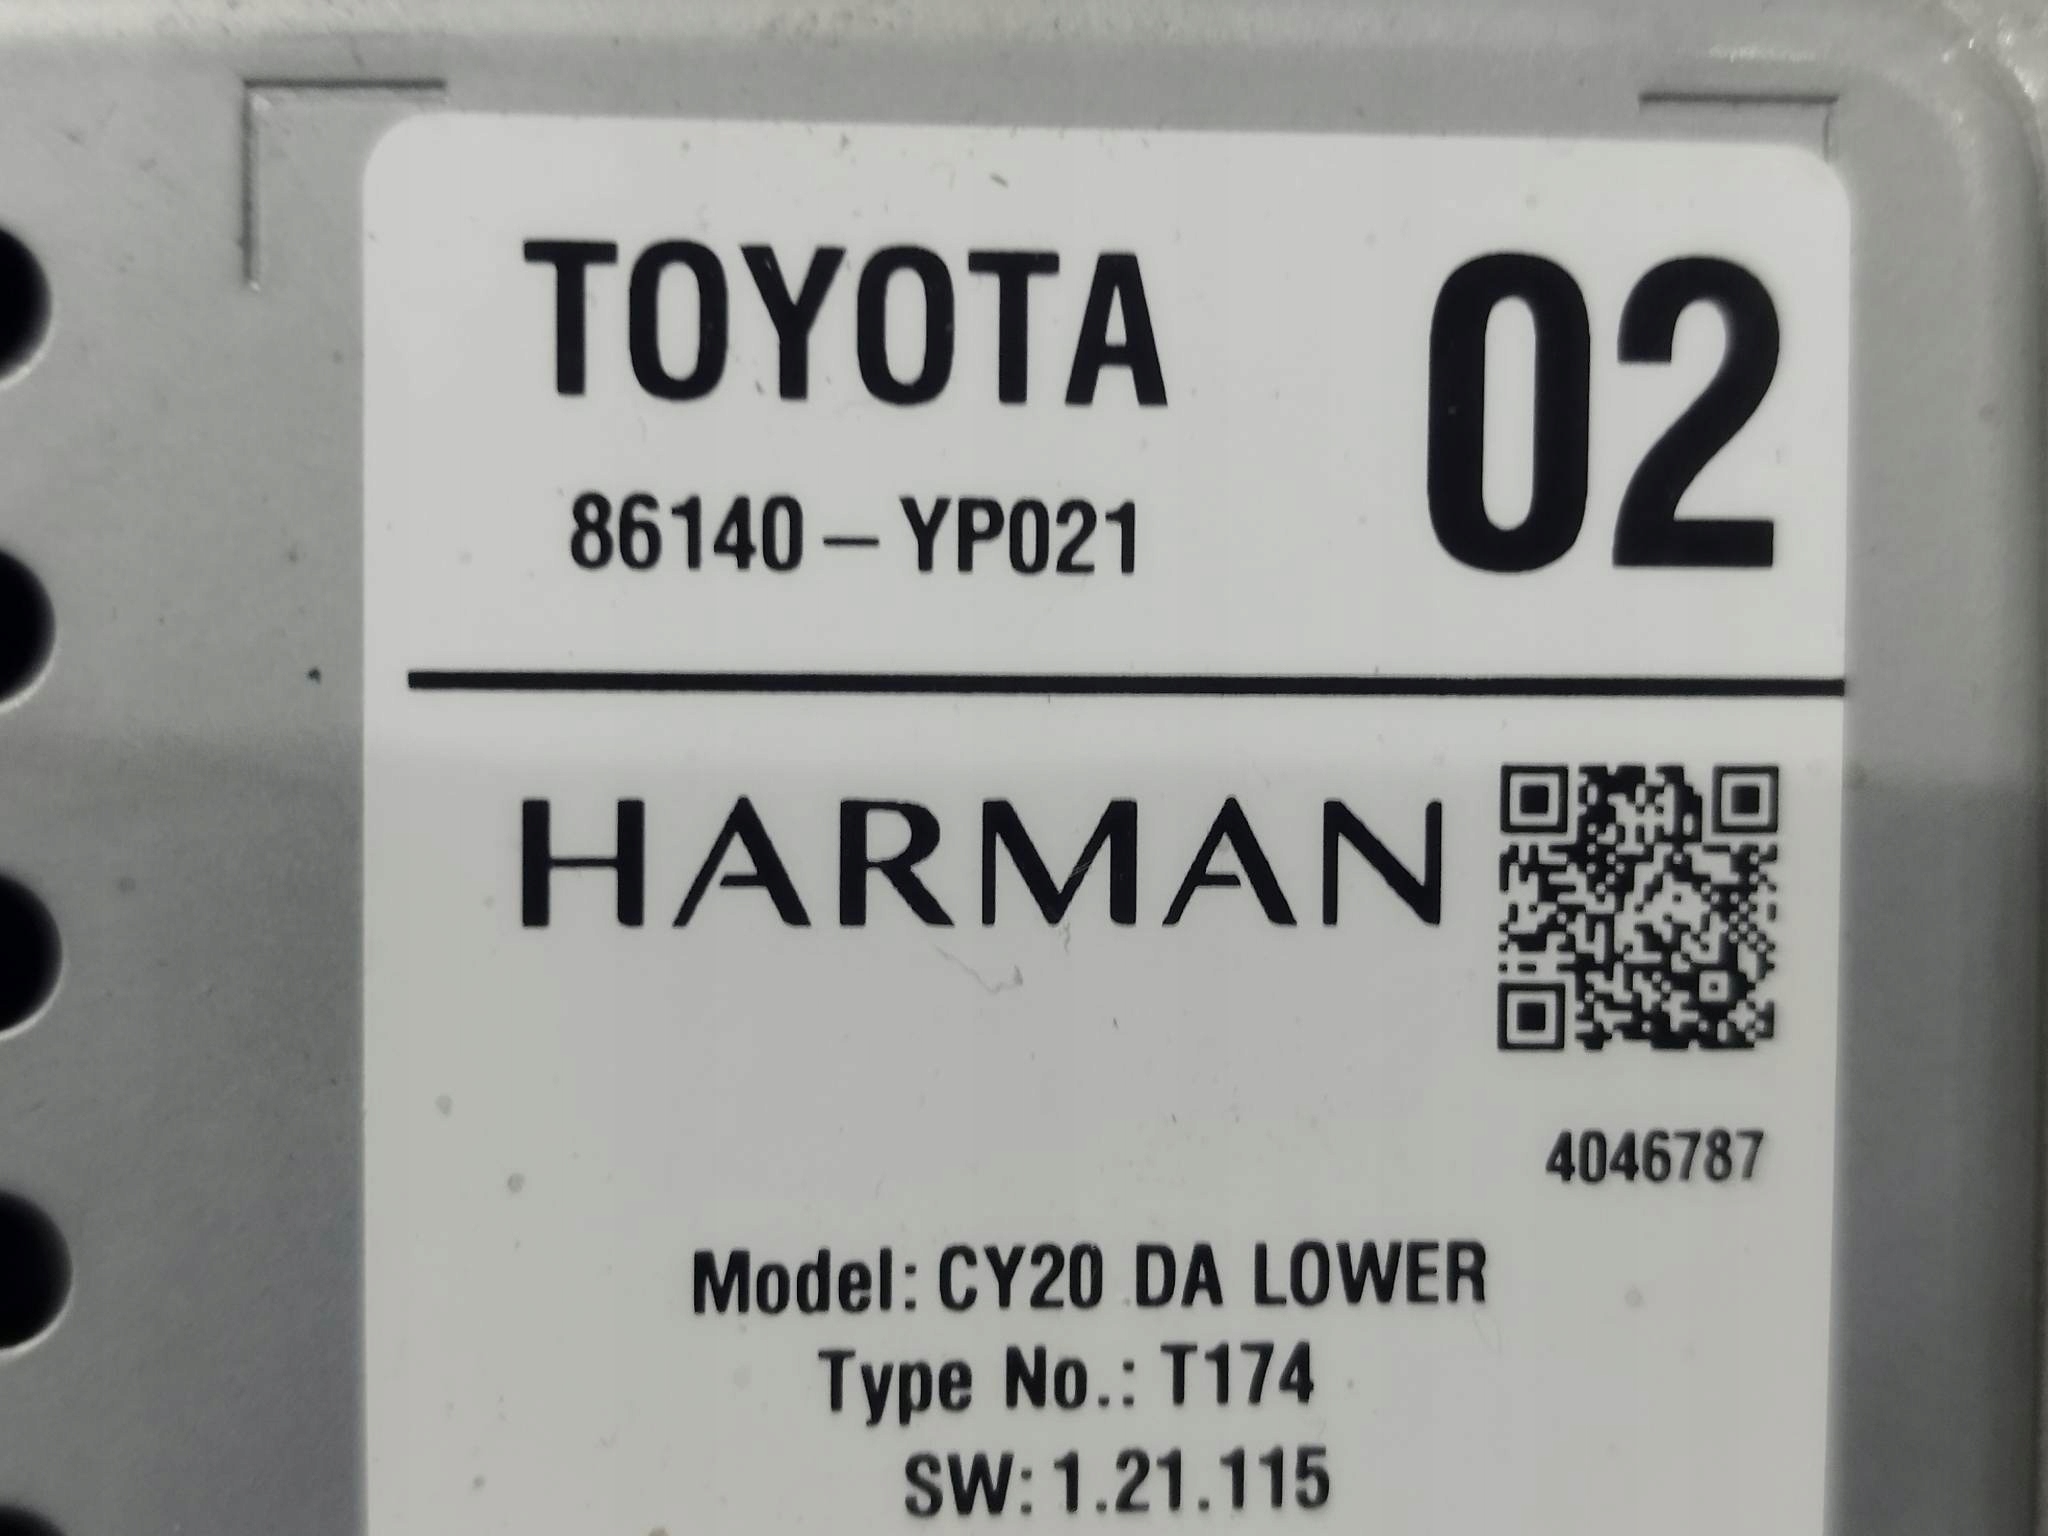 TOYOTA 02
86140-YP021
HARMAN
4046787
Model: CY20 DA LOWER
Type No.: T174
SW: 1.21.115